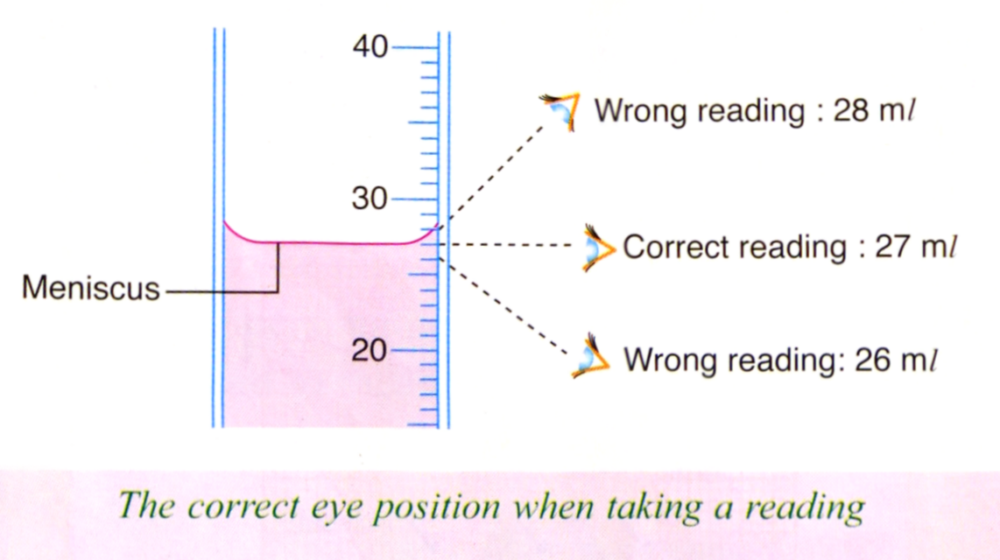 40
Wrong reading : 28 ml
30
Correct reading : 27 ml
Meniscus
20
Wrong reading: 26 ml
The correct eye position when taking a reading